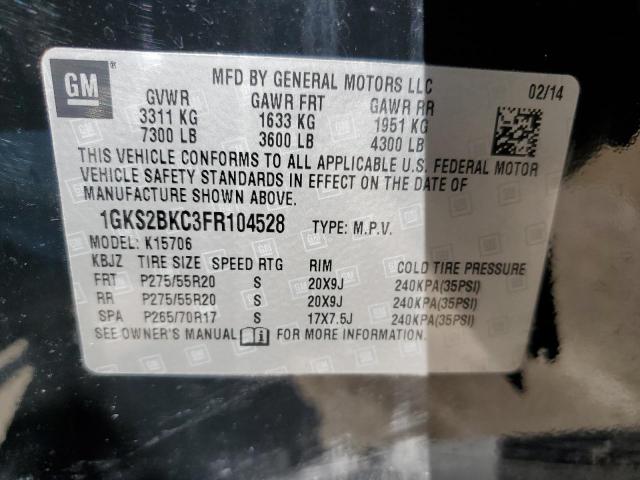 GM
MFD BY GENERAL MOTORS LLC
02/14
GVWR GAWR FRT GAWR RR
3311 KG 1633 KG 1951 KG
7300 LB 3600 LB 4300 LB
THIS VEHICLE CONFORMS TO ALL APPLICABLE U.S. FEDERAL MOTOR
VEHICLE SAFETY STANDARDS IN EFFECT ON THE DATE OF
MANUFACTURE SHOWN ABOVE.
1GKS2BKC3FR104528 TYPE: M.P.V.
MODEL: K15706
KBJZ TIRE SIZE SPEED RTG RIM COLD TIRE PRESSURE
FRT P275/55R20 S 20X9J 240KPA(35PSI)
RR P275/55R20 S 20X9J 240KPA(35PSI)
SPA P265/70R17 S 17X7.5J 240KPA(35PSI)
SEE OWNER'S MANUAL FOR MORE INFORMATION.